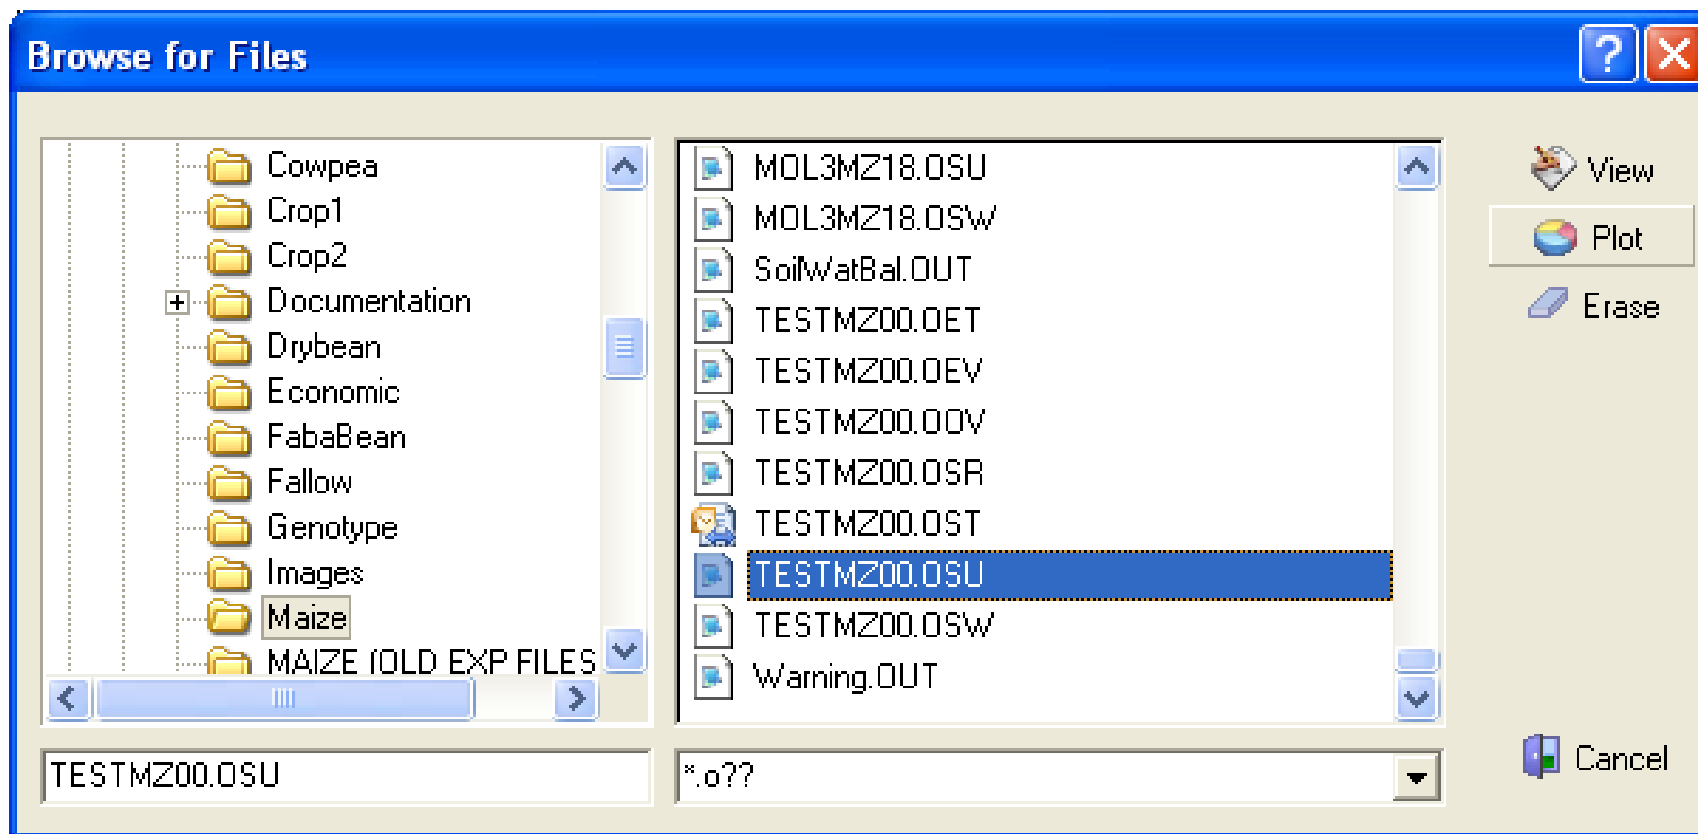 Browse for Files
Cowpea
Crop1
Crop2
Documentation
Drybean
Economic
FabaBean
Fallow
Genotype
Images
Maize
MAIZE (OLD EXP FILES
MOL3MZ18.OSU
MOL3MZ18.OSW
SoilWatBal.OUT
TESTMZ00.OET
TESTMZ00.OEV
TESTMZ00.OOV
TESTMZ00.OSR
TESTMZ00.OST
TESTMZ00.OSU
TESTMZ00.OSW
Warning.OUT
View
Plot
Erase
TESTMZ00.OSU
*.o??
Cancel